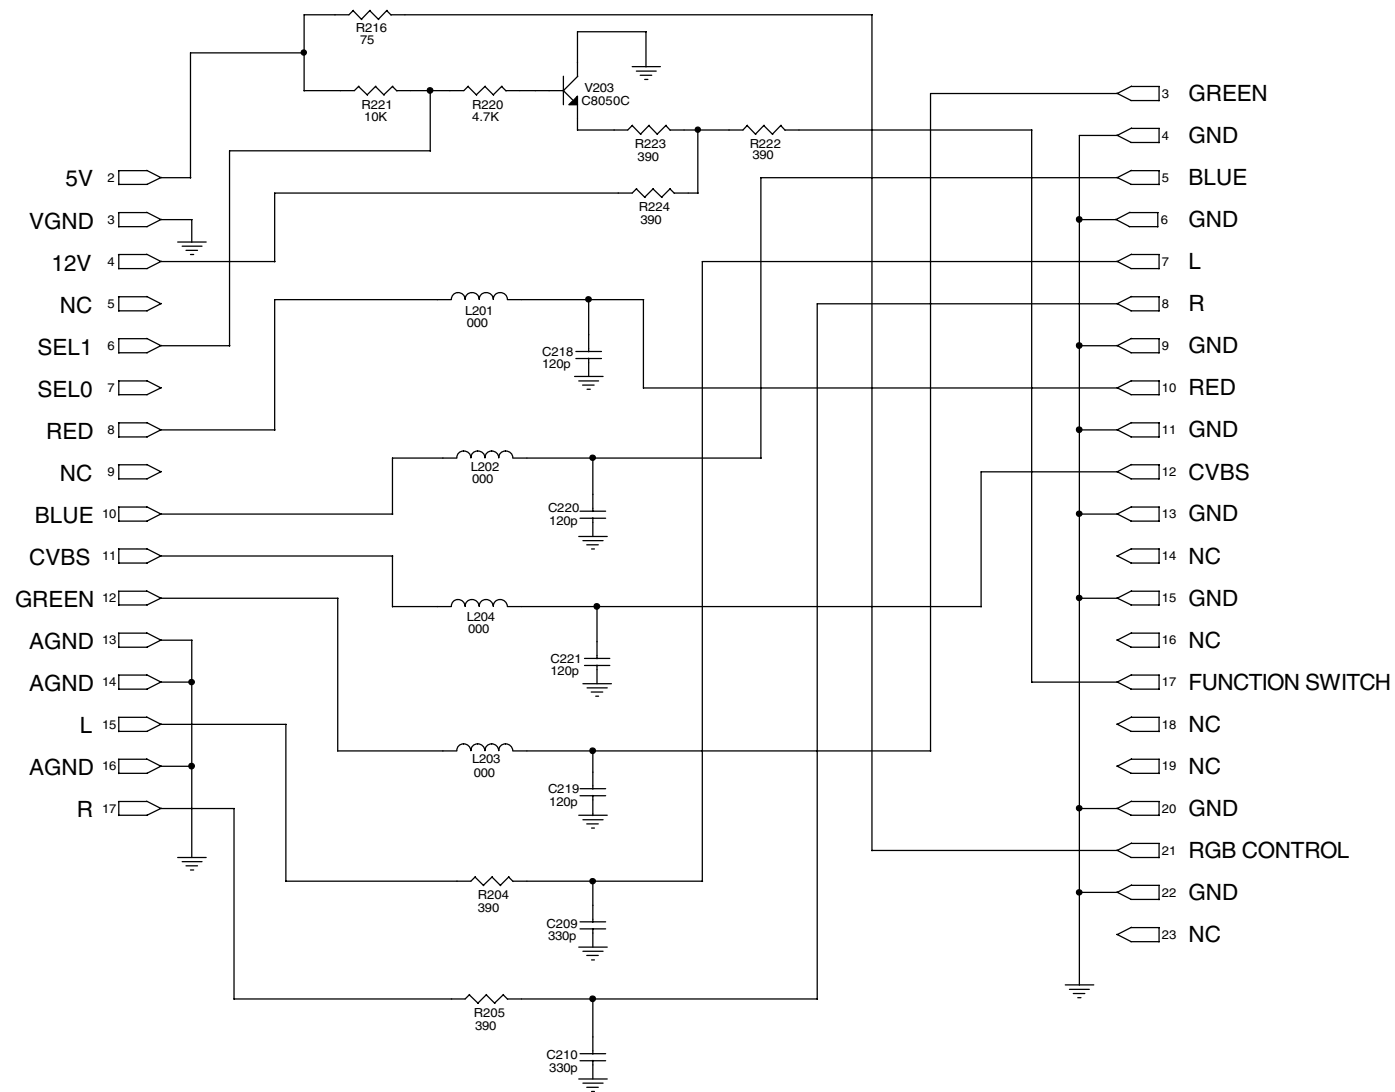 R216
75
V203
C8050C
R221
10K
R220
4.7K
3 GREEN
R223
390
R222
390
4 GND
5V 2
5 BLUE
R224
390
VGND 3
6 GND
12V 4
7 L
NC 5
L201
000
8 R
SEL1 6
C218
120p
9 GND
SEL0 7
10 RED
RED 8
11 GND
NC 9
L202
000
12 CVBS
BLUE 10
C220
120p
13 GND
CVBS 11
14 NC
GREEN 12
L204
000
15 GND
AGND 13
C221
120p
16 NC
AGND 14
17 FUNCTION SWITCH
L 15
18 NC
AGND 16
L203
000
19 NC
R 17
C219
120p
20 GND
21 RGB CONTROL
R204
390
22 GND
C209
330p
23 NC
R205
390
C210
330p